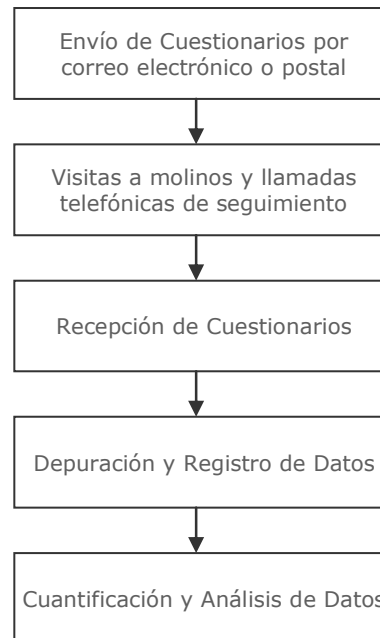 Envío de Cuestionarios por
correo electrónico o postal
Visitas a molinos y llamadas
telefónicas de seguimiento
Recepción de Cuestionarios
Depuración y Registro de Datos
Cuantificación y Análisis de Datos